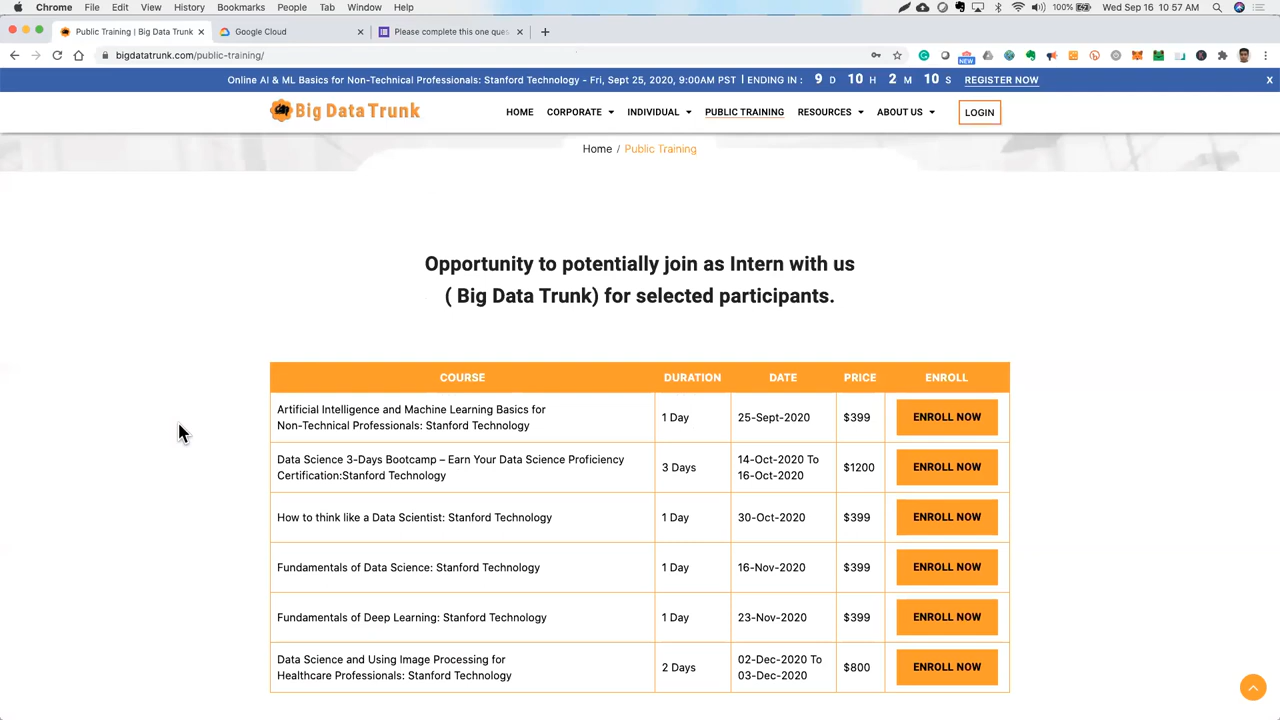 Chrome File Edit View History Bookmarks People Tab Window Help 100% Wed Sep 16 10:57 AM
Public Training | Big Data Trunk Google Cloud Please complete this one ques
bigdatatrunk.com/public-training/ NEW
Online AI & ML Basics for Non-Technical Professionals: Stanford Technology - Fri, Sept 25, 2020, 9:00AM PST | ENDING IN : 9 D 10 H 2 M 10 S REGISTER NOW X
Big Data Trunk HOME CORPORATE INDIVIDUAL PUBLIC TRAINING RESOURCES ABOUT US LOGIN
Home / Public Training
Opportunity to potentially join as Intern with us
( Big Data Trunk) for selected participants.
COURSE DURATION DATE PRICE ENROLL
Artificial Intelligence and Machine Learning Basics for
Non-Technical Professionals: Stanford Technology 1 Day 25-Sept-2020 $399 ENROLL NOW
Data Science 3-Days Bootcamp – Earn Your Data Science Proficiency
Certification:Stanford Technology 3 Days 14-Oct-2020 To
16-Oct-2020 $1200 ENROLL NOW
How to think like a Data Scientist: Stanford Technology 1 Day 30-Oct-2020 $399 ENROLL NOW
Fundamentals of Data Science: Stanford Technology 1 Day 16-Nov-2020 $399 ENROLL NOW
Fundamentals of Deep Learning: Stanford Technology 1 Day 23-Nov-2020 $399 ENROLL NOW
Data Science and Using Image Processing for
Healthcare Professionals: Stanford Technology 2 Days 02-Dec-2020 To
03-Dec-2020 $800 ENROLL NOW